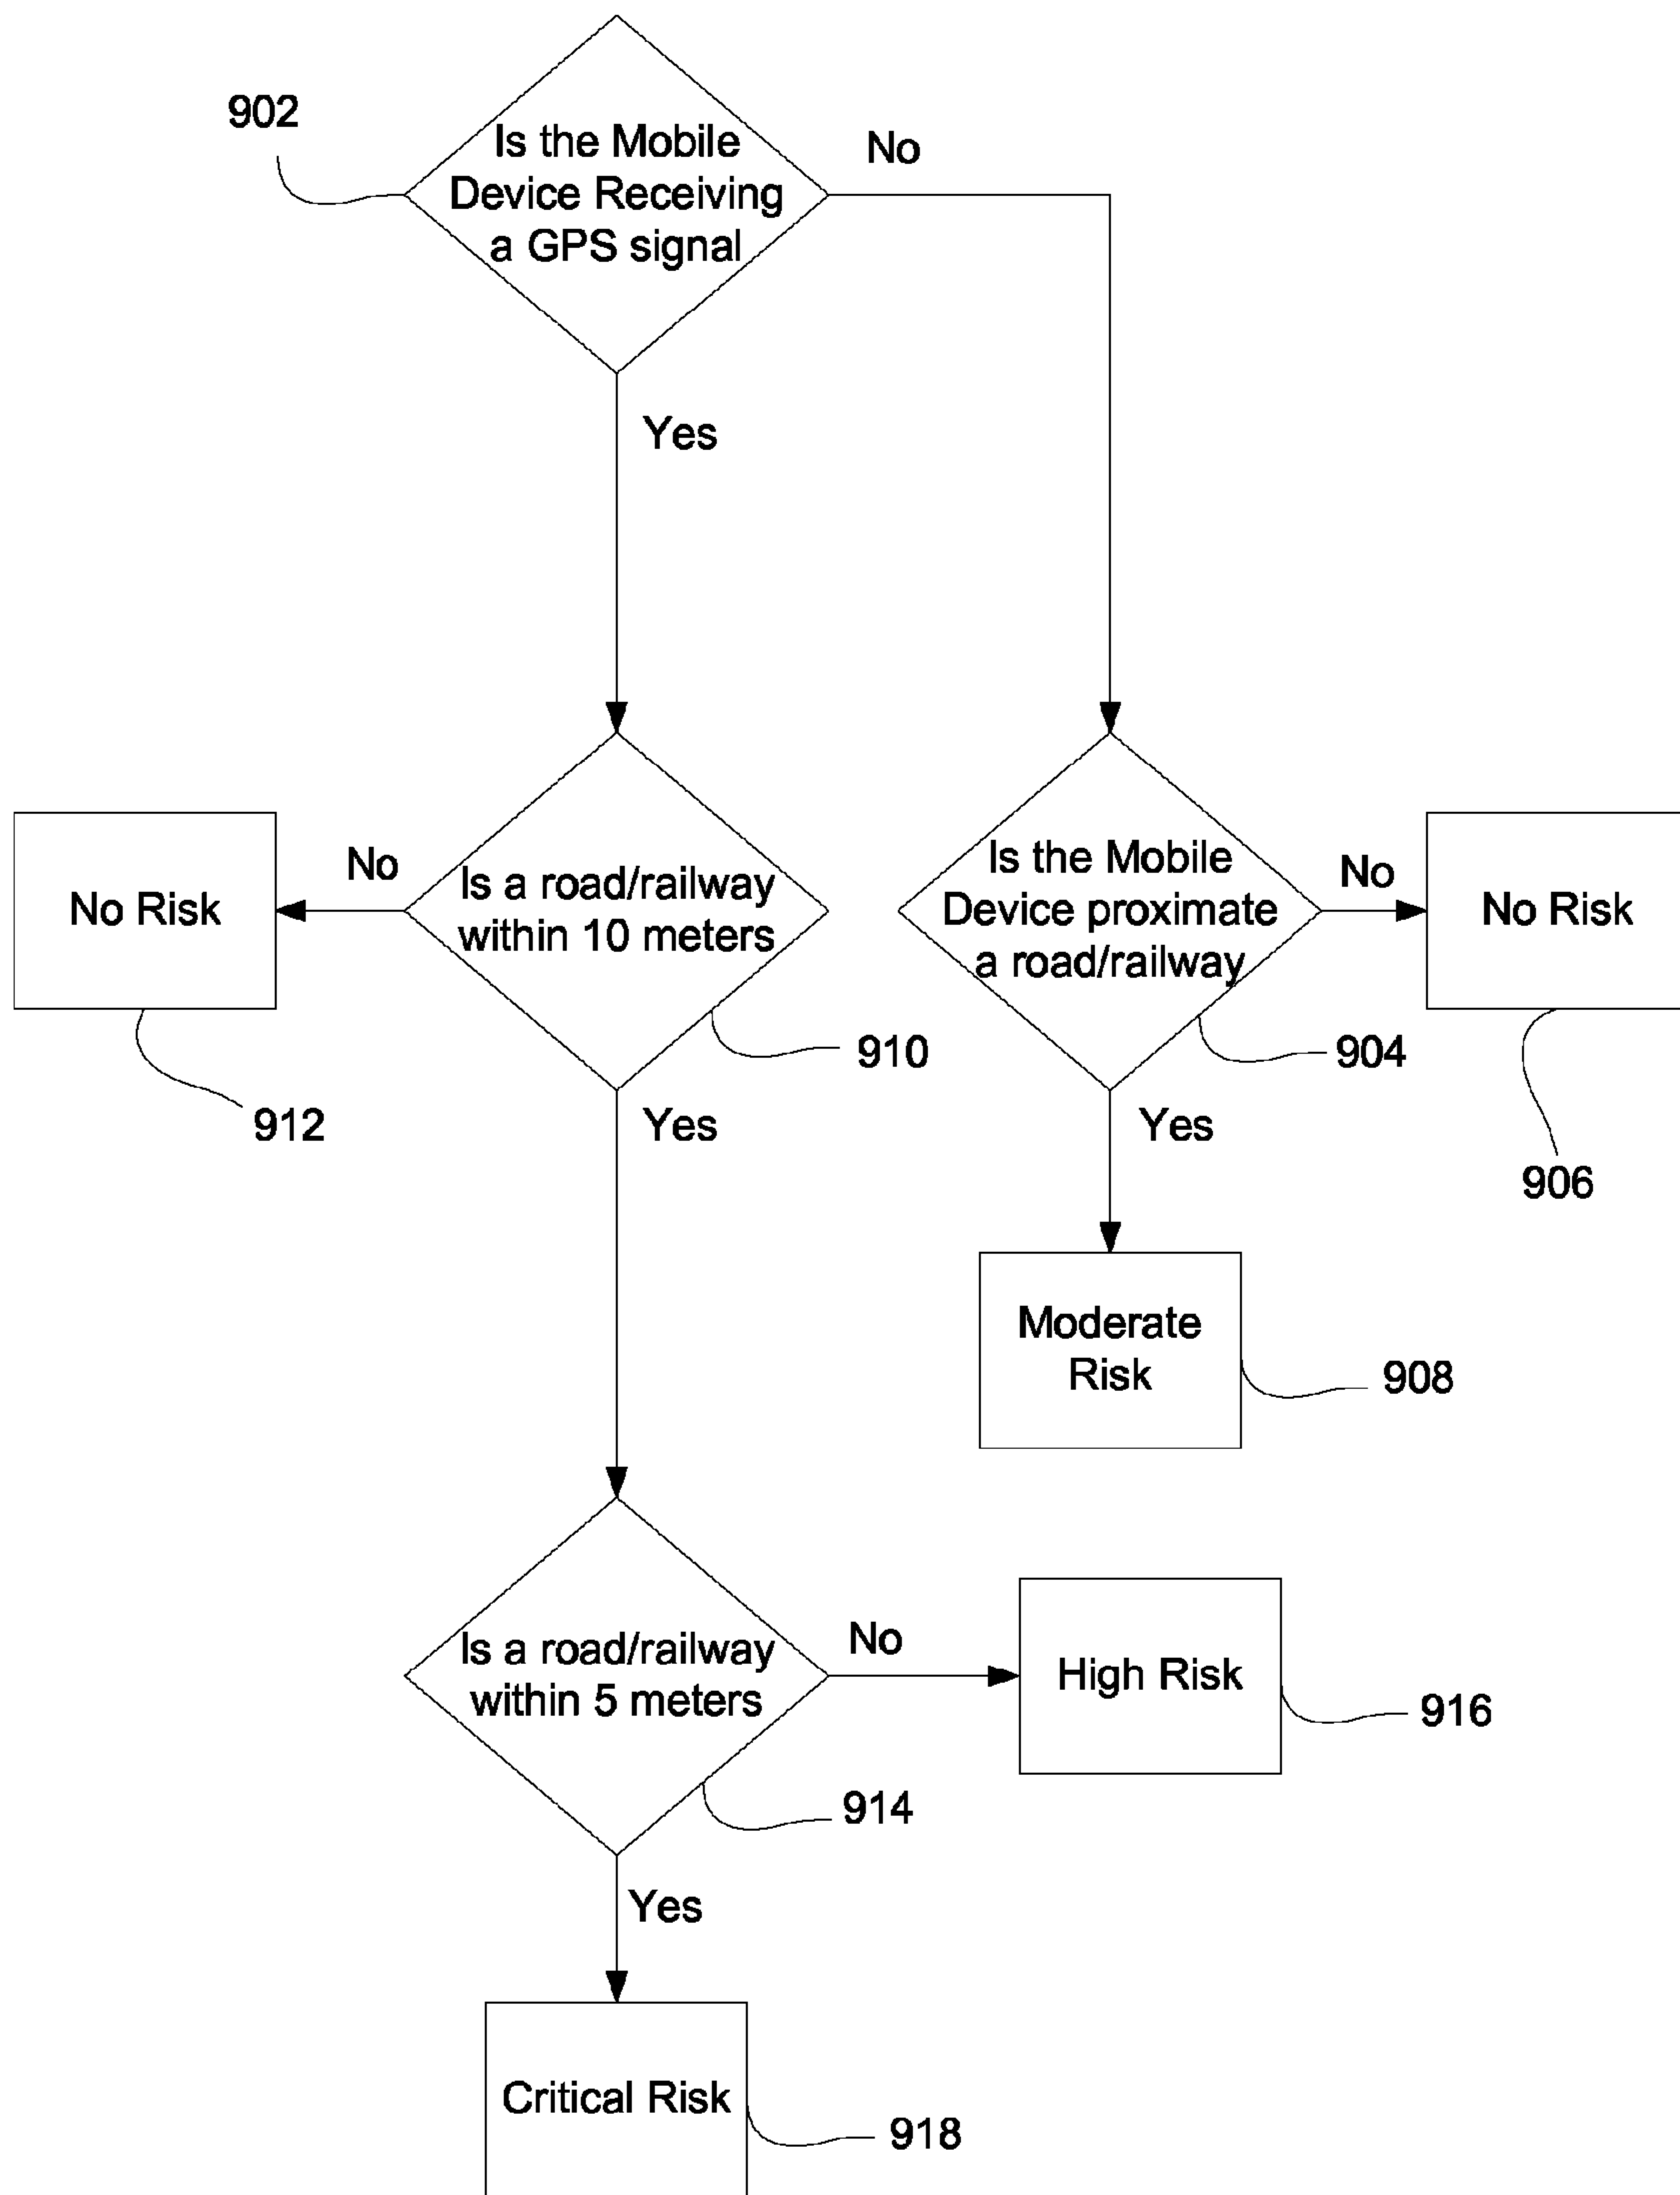 902
Is the Mobile
Device Receiving
a GPS signal
No
Yes
No Risk
No
Is a road/railway
within 10 meters
Is the Mobile
Device proximate
a road/railway
No
No Risk
910
904
912
Yes
Yes
906
Moderate
Risk
908
Is a road/railway
within 5 meters
No
High Risk
916
914
Yes
Critical Risk
918